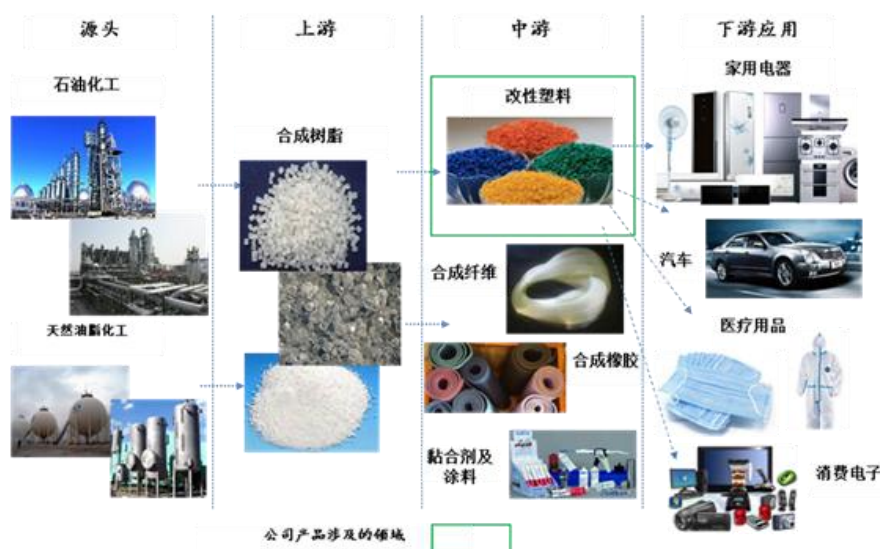 源头
上游
中游
下游应用
石油化工
天然油脂化工
合成树脂
改性塑料
合成纤维
合成橡胶
黏合剂及
涂料
家用电器
汽车
医疗用品
消费电子
公司产品涉及的领域